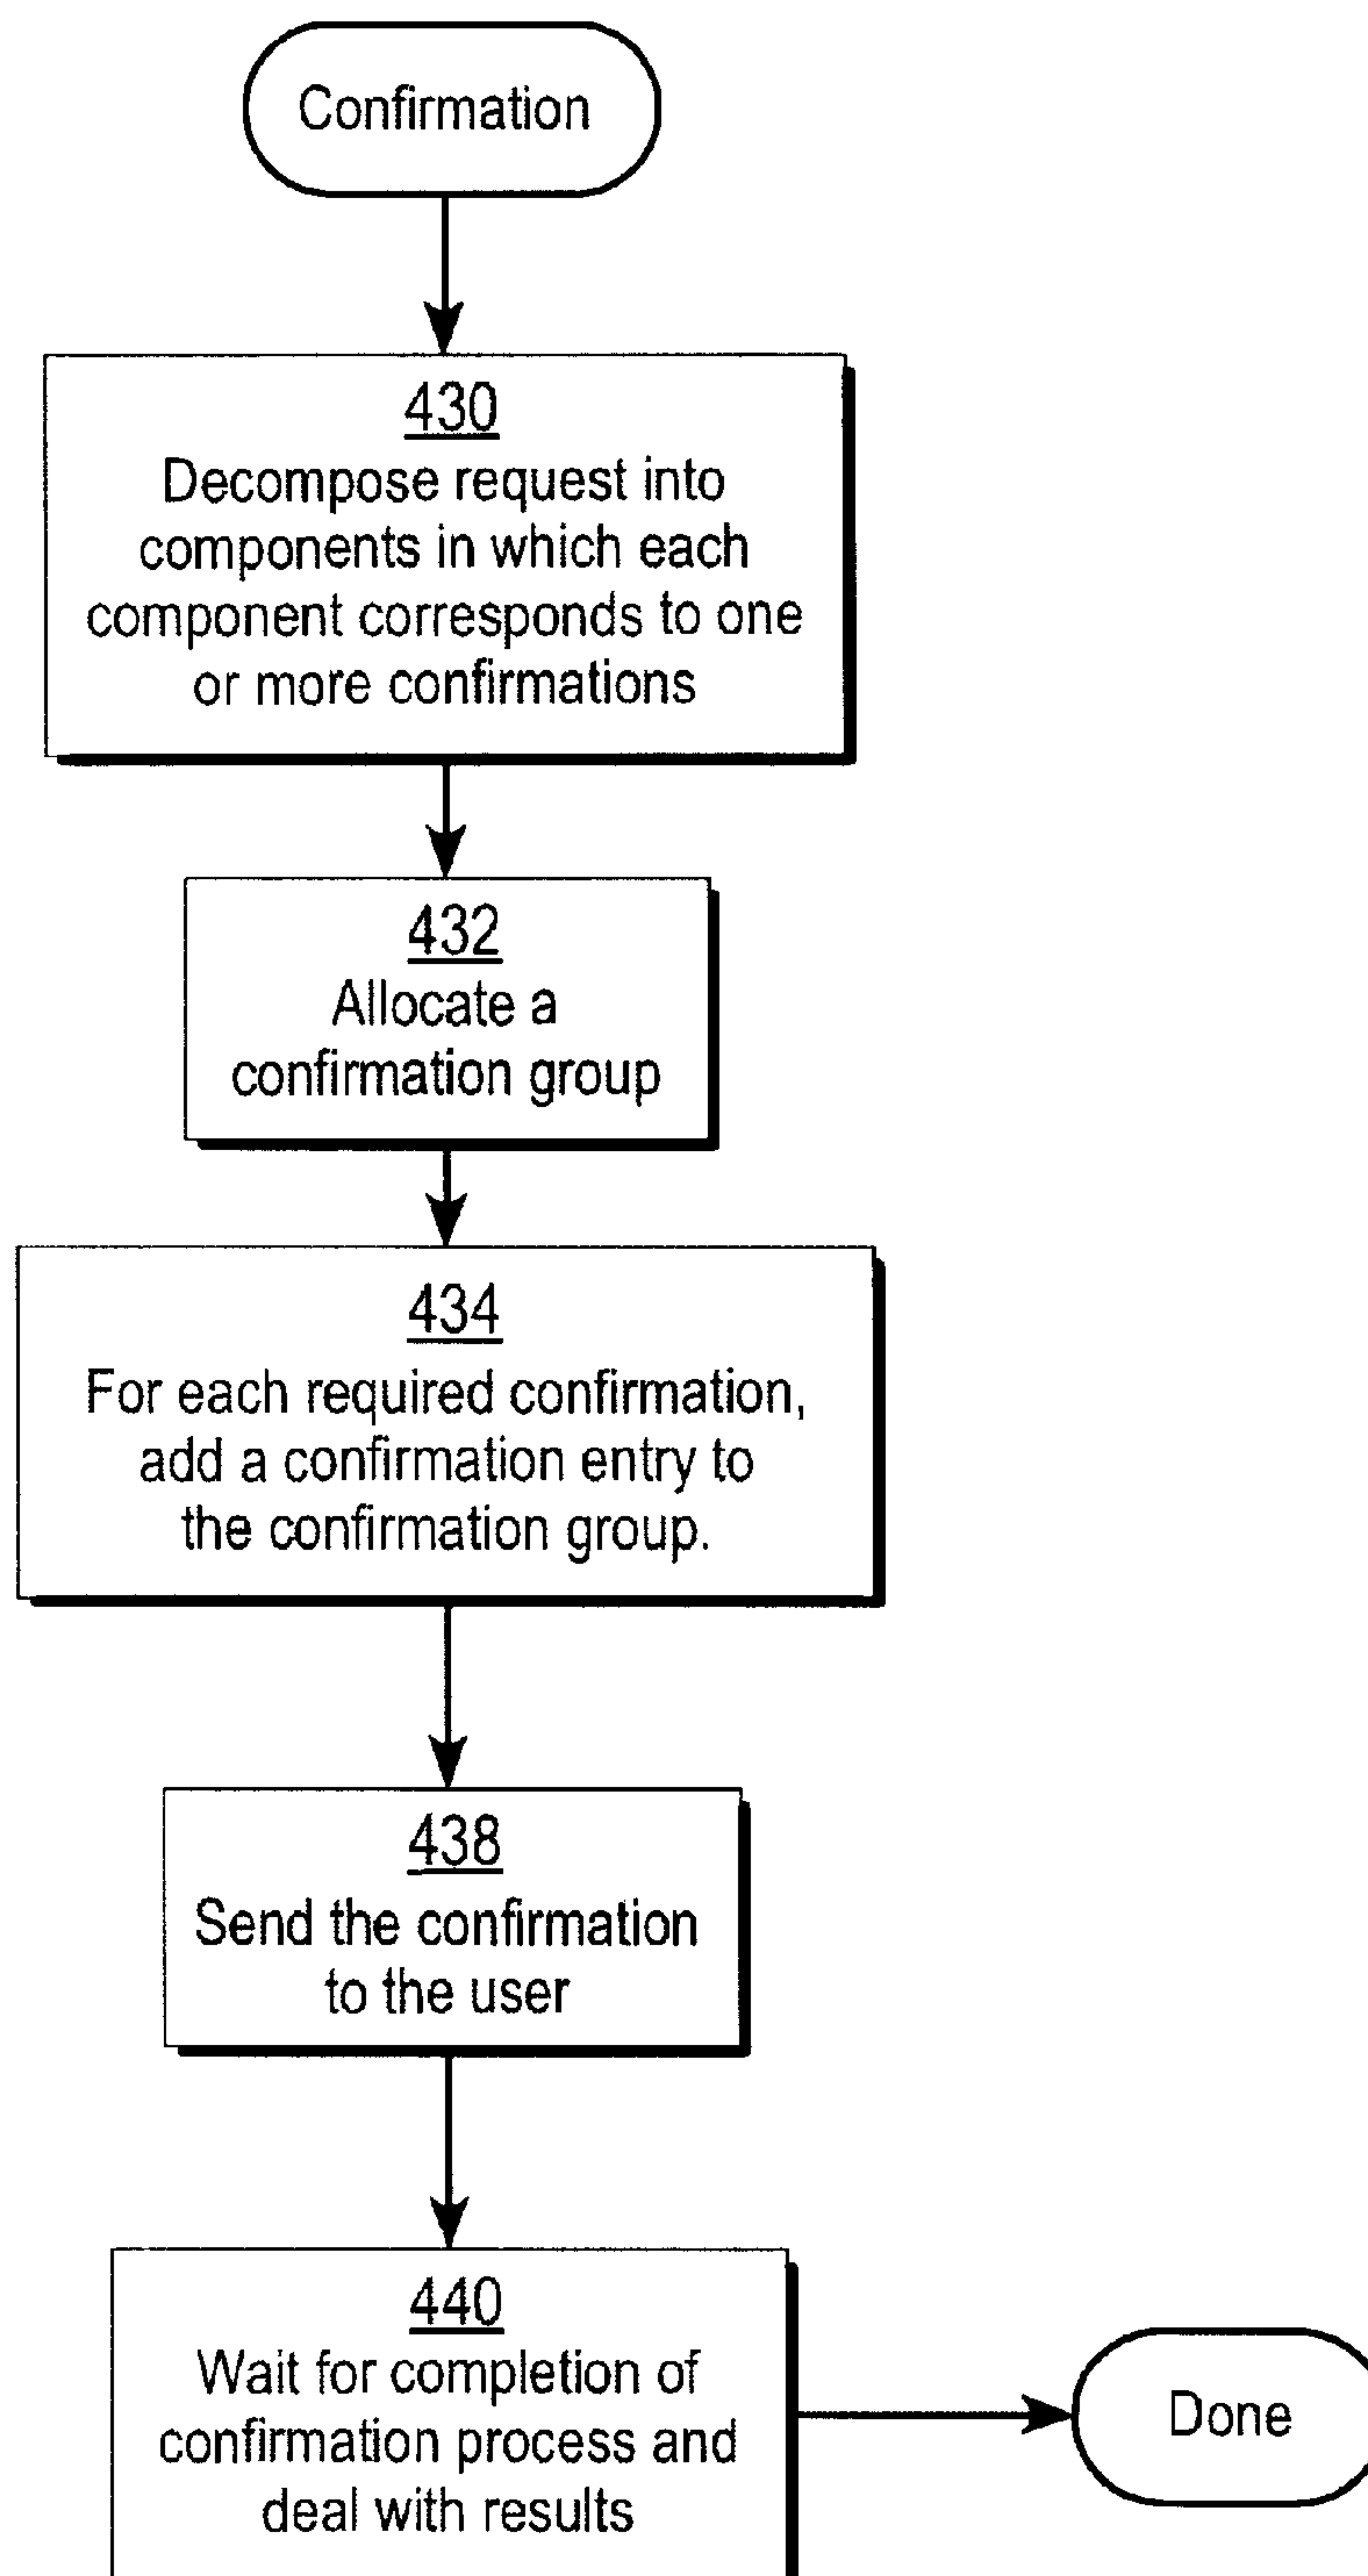 Confirmation
430
Decompose request into
components in which each
component corresponds to one
or more confirmations
432
Allocate a
confirmation group
434
For each required confirmation,
add a confirmation entry to
the confirmation group.
438
Send the confirmation
to the user
440
Wait for completion of
confirmation process and
deal with results
Done